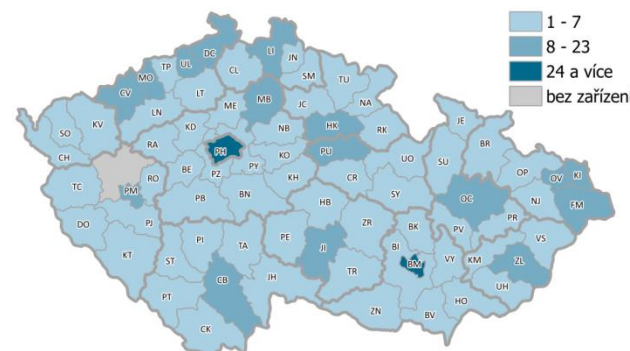 1 - 7
8 - 23
24 a více
bez zařízení
DC
LI
UL
TP
JN
MO
CL
SM
CV
LT
TU
LN
ME
MB
JC
NA
SO
KV
KD
NB
HK
RK
JE
CH
RA
PH
PU
BR
TC
RO
BE
PZ
PY
KO
UO
SU
OP
OV
KI
PM
KH
CR
PB
BN
SY
OC
NJ
FM
DO
PJ
HB
PR
PI
TA
PE
ZR
BK
PV
VS
KT
ST
JI
BI
BM
VY
KM
ZL
PT
CB
JH
TR
UH
CK
ZN
BV
HO